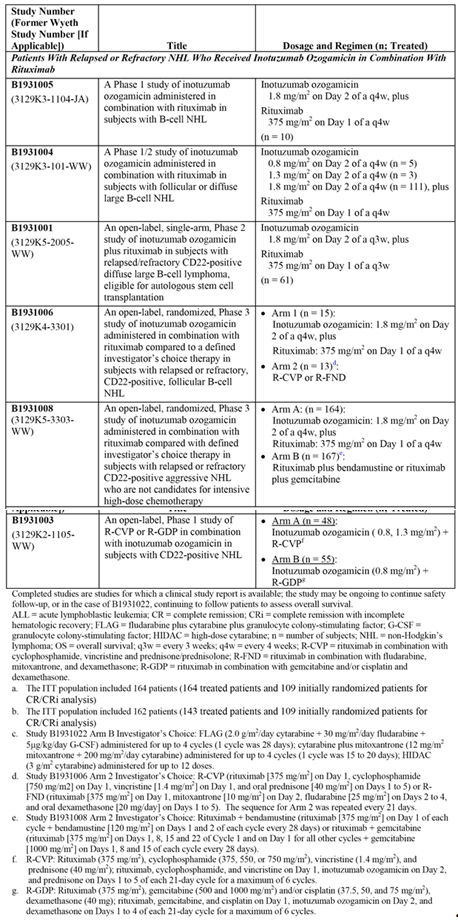 Study Number
(Former Wyeth
Study Number [If
Applicable])
Title
Dosage and Regimen (n; Treated)
Patients With Relapsed or Refractory NHL Who Received Inotuzumab Ozogamicin in Combination With
Rituximab
B1931005
(3129K3-1104-JA)
A Phase 1 study of inotuzumab
ozogamicin administered in
combination with rituximab in
subjects with B-cell NHL
Inotuzumab ozogamicin
1.8 mg/m² on Day 2 of a q4w, plus
Rituximab
375 mg/m² on Day 1 of a q4w
(n = 10)
B1931004
(3129K3-101-WW)
A Phase 1/2 study of inotuzumab
ozogamicin administered in
combination with rituximab in
subjects with follicular or diffuse
large B-cell NHL
Inotuzumab ozogamicin
0.8 mg/m² on Day 2 of a q4w (n = 5)
1.3 mg/m² on Day 2 of a q4w (n = 3)
1.8 mg/m² on Day 2 of a q4w (n = 111), plus
Rituximab
375 mg/m² on Day 1 of a q4w
B1931001
(3129K5-2005-
WW)
An open-label, single-arm, Phase 2
study of inotuzumab ozogamicin
plus rituximab in subjects with
relapsed/refractory CD22-positive
diffuse large B-cell lymphoma,
eligible for autologous stem cell
transplantation
Inotuzumab ozogamicin
1.8 mg/m² on Day 2 of a q3w, plus
Rituximab
375 mg/m² on Day 1 of a q3w
(n = 61)
B1931006
(3129K4-3301)
An open-label, randomized, Phase 3
study of inotuzumab ozogamicin
administered in combination with
rituximab compared to a defined
investigator's choice therapy in
subjects with relapsed or refractory,
CD22-positive, follicular B-cell
NHL
• Arm 1 (n = 15):
Inotuzumab ozogamicin: 1.8 mg/m² on Day
2 of a q4w, plus
Rituximab: 375 mg/m² on Day 1 of a q4w
• Arm 2 (n = 13)d:
R-CVP or R-FND
B1931008
(3129K5-3303-
WW)
An open-label, randomized, Phase 3
study of inotuzumab ozogamicin
administered in combination with
rituximab compared with defined
investigator's choice therapy in
subjects with relapsed or refractory
CD22-positive aggressive NHL
who are not candidates for intensive
high-dose chemotherapy
• Arm A: (n = 164):
Inotuzumab ozogamicin: 1.8 mg/m² on Day
2 of a q4w, plus
Rituximab: 375 mg/m² on Day 1 of a q4w
• Arm B (n = 167)e:
Rituximab plus bendamustine or rituximab
plus gemcitabine
B1931003
(3129K2-1105-
WW)
An open-label, Phase 1 study of
R-CVP or R-GDP in combination
with inotuzumab ozogamicin in
subjects with CD22-positive NHL
• Arm A (n = 48):
Inotuzumab ozogamicin ( 0.8, 1.3 mg/m²) +
R-CVPf
• Arm B (n = 55):
Inotuzumab ozogamicin (0.8 mg/m²) +
R-GDPg
Completed studies are studies for which a clinical study report is available; the study may be ongoing to continue safety
follow-up, or in the case of B1931022, continuing to follow patients to assess overall survival.
ALL = acute lymphoblastic leukemia; CR = complete remission; CRi = complete remission with incomplete
hematologic recovery; FLAG = fludarabine plus cytarabine plus granulocyte colony-stimulating factor; G-CSF =
granulocyte colony-stimulating factor; HIDAC = high-dose cytarabine; n = number of subjects; NHL = non-Hodgkin's
lymphoma; OS = overall survival; q3w = every 3 weeks; q4w = every 4 weeks; R-CVP = rituximab in combination with
cyclophosphamide, vincristine and prednisone/prednisolone; R-FND = rituximab in combination with fludarabine,
mitoxantrone, and dexamethasone; R-GDP = rituximab in combination with gemcitabine and/or cisplatin and
dexamethasone.
a. The ITT population included 164 patients (164 treated patients and 109 initially randomized patients for
CR/CRi analysis)
b. The ITT population included 162 patients (143 treated patients and 109 initially randomized patients for
CR/CRi analysis)
c. Study B1931022 Arm B Investigator's Choice: FLAG (2.0 g/m²/day cytarabine + 30 mg/m²/day fludarabine +
5μg/kg/day G-CSF) administered for up to 4 cycles (1 cycle was 28 days); cytarabine plus mitoxantrone (12 mg/m²
mitoxantrone + 200 mg/m²/day cytarabine) administered for up to 4 cycles (1 cycle was 15 to 20 days); HIDAC
(3 g/m² cytarabine) administered for up to 12 doses.
d. Study B1931006 Arm 2 Investigator's Choice: R-CVP (rituximab [375 mg/m²] on Day 1, cyclophosphamide
[750 mg/m2] on Day 1, vincristine [1.4 mg/m²] on Day 1, and oral prednisone [40 mg/m²] on Days 1 to 5) or R-
FND (rituximab [375 mg/m²] on Day 1, mitoxantrone [10 mg/m²] on Day 2, fludarabine [25 mg/m²] on Days 2 to 4,
and oral dexamethasone [20 mg/day] on Days 1 to 5). The sequence for Arm 2 was repeated every 21 days.
e. Study B1931008 Arm 2 Investigator's Choice: Rituximab + bendamustine (rituximab [375 mg/m²] on Day 1 of each
cycle + bendamustine [120 mg/m²] on Days 1 and 2 of each cycle every 28 days) or rituximab + gemcitabine
(rituximab [375 mg/m²] on Days 1, 8, 15 and 22 of Cycle 1 and on Day 1 for all other cycles + gemcitabine
[1000 mg/m²] on Days 1, 8 and 15 of each cycle every 28 days).
f. R-CVP: Rituximab (375 mg/m²), cyclophosphamide (375, 550, or 750 mg/m²), vincristine (1.4 mg/m²), and
prednisone (40 mg/m²); rituximab, cyclophosphamide, and vincristine on Day 1, inotuzumab ozogamicin on Day 2,
and prednisone on Days 1 to 5 of each 21-day cycle for a maximum of 6 cycles.
g. R-GDP: Rituximab (375 mg/m²), gemcitabine (500 and 1000 mg/m²) and/or cisplatin (37.5, 50, and 75 mg/m²),
dexamethasone (40 mg); rituximab, gemcitabine, and cisplatin on Day 1, inotuzumab ozogamicin on Day 2, and
dexamethasone on Days 1 to 4 of each 21-day cycle for a maximum of 6 cycles.